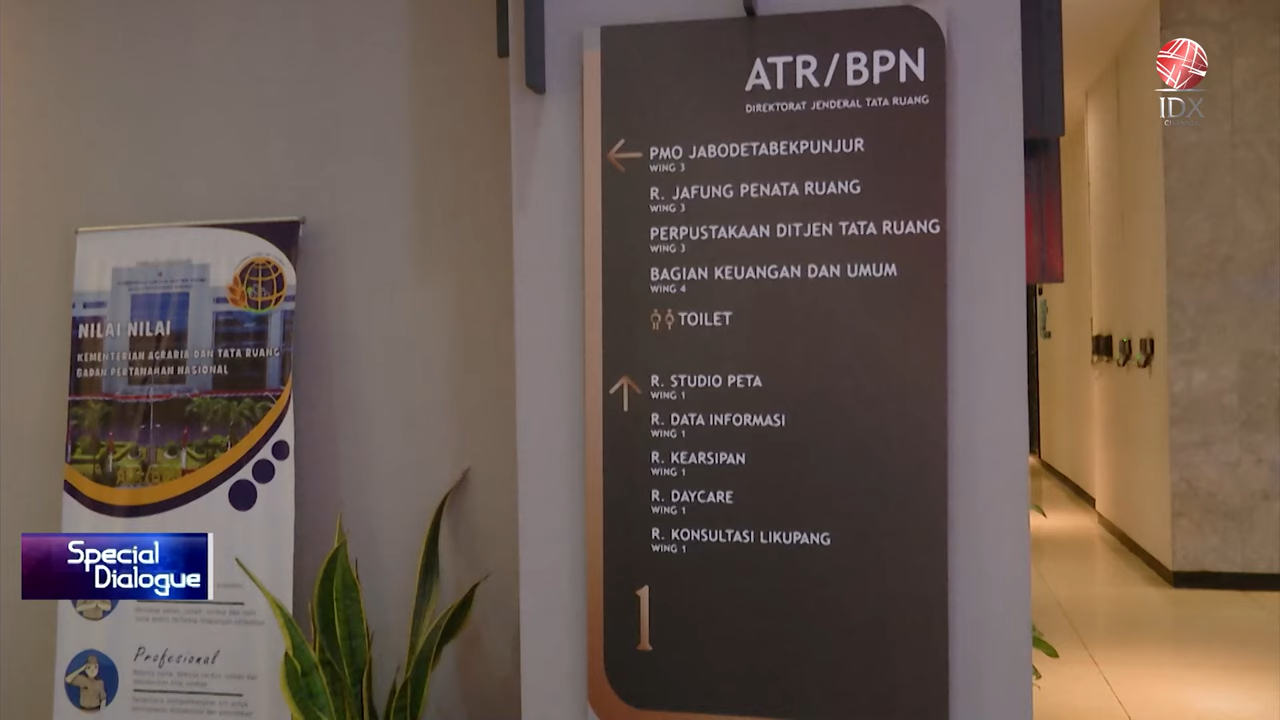 ATR/BPN
DIREKTORAT JENDERAL TATA RUANG
PMO JABODETABEKPUNJUR
WING 3
R. JAFUNG PENATA RUANG
WING 3
PERPUSTAKAAN DITJEN TATA RUANG
WING 3
BAGIAN KEUANGAN DAN UMUM
WING 4
TOILET
R. STUDIO PETA
WING 1
R. DATA INFORMASI
WING 1
R. KEARSIPAN
WING 1
R. DAYCARE
WING 1
R. KONSULTASI LIKUPANG
WING 1
1
NILAI NILAI
KEMENTERIAN AGRARIA DAN TATA RUANG
BADAN PERTANAHAN NASIONAL
Profesional
Special
Dialogue
IDX
CHANNEL